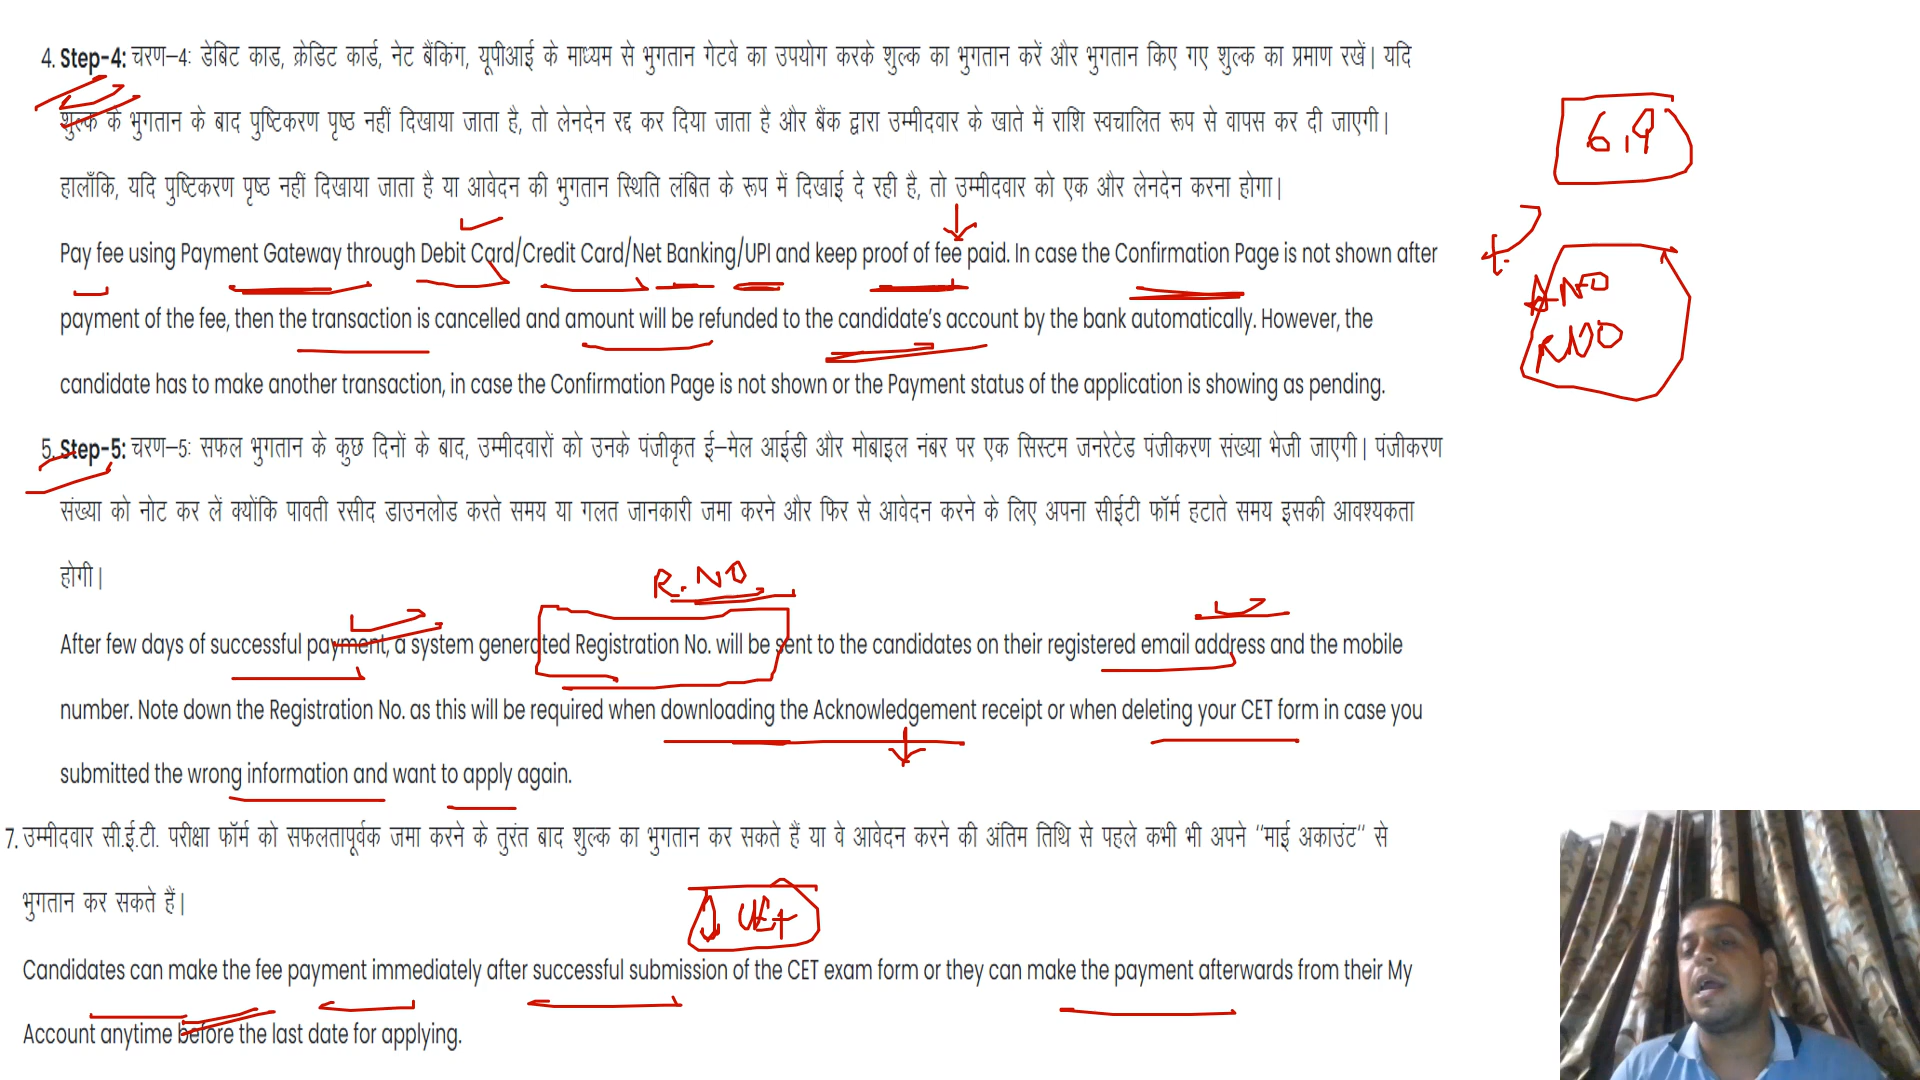 4. Step-4: चरण–4: डेबिट काड, क्रेडिट कार्ड, नेट बैंकिंग, यूपीआई के माध्यम से भुगतान गेटवे का उपयोग करके शुल्क का भुगतान करें और भुगतान किए गए शुल्क का प्रमाण रखें| यदि
शुल्क के भुगतान के बाद पुष्टिकरण पृष्ठ नहीं दिखाया जाता है, तो लेनदेन रद्द कर दिया जाता है और बैंक द्वारा उम्मीदवार के खाते में राशि स्वचालित रूप से वापस कर दी जाएगी|
हालाँकि, यदि पुष्टिकरण पृष्ठ नहीं दिखाया जाता है या आवेदन की भुगतान स्थिति लंबित के रूप में दिखाई दे रही है, तो उम्मीदवार को एक और लेनदेन करना होगा|
Pay fee using Payment Gateway through Debit Card/Credit Card/Net Banking/UPI and keep proof of fee paid. In case the Confirmation Page is not shown after
payment of the fee, then the transaction is cancelled and amount will be refunded to the candidate's account by the bank automatically. However, the
candidate has to make another transaction, in case the Confirmation Page is not shown or the Payment status of the application is showing as pending.
5. Step-5: चरण–5: सफल भुगतान के कुछ दिनों के बाद, उम्मीदवारों को उनके पंजीकृत ई–मेल आईडी और मोबाइल नंबर पर एक सिस्टम जनरेटेड पंजीकरण संख्या भेजी जाएगी| पंजीकरण
संख्या को नोट कर लें क्योंकि पावती रसीद डाउनलोड करते समय या गलत जानकारी जमा करने और फिर से आवेदन करने के लिए अपना सीईटी फॉर्म हटाते समय इसकी आवश्यकता
होगी|
R. NO.
After few days of successful payment, a system generated Registration No. will be sent to the candidates on their registered email address and the mobile
number. Note down the Registration No. as this will be required when downloading the Acknowledgement receipt or when deleting your CET form in case you
submitted the wrong information and want to apply again.
7. उम्मीदवार सी.ई.टी. परीक्षा फॉर्म को सफलतापूर्वक जमा करने के तुरंत बाद शुल्क का भुगतान कर सकते हैं या वे आवेदन करने की अंतिम तिथि से पहले कभी भी अपने "माई अकाउंट" से
भुगतान कर सकते हैं|
Candidates can make the fee payment immediately after successful submission of the CET exam form or they can make the payment afterwards from their My
Account anytime before the last date for applying.
R NO